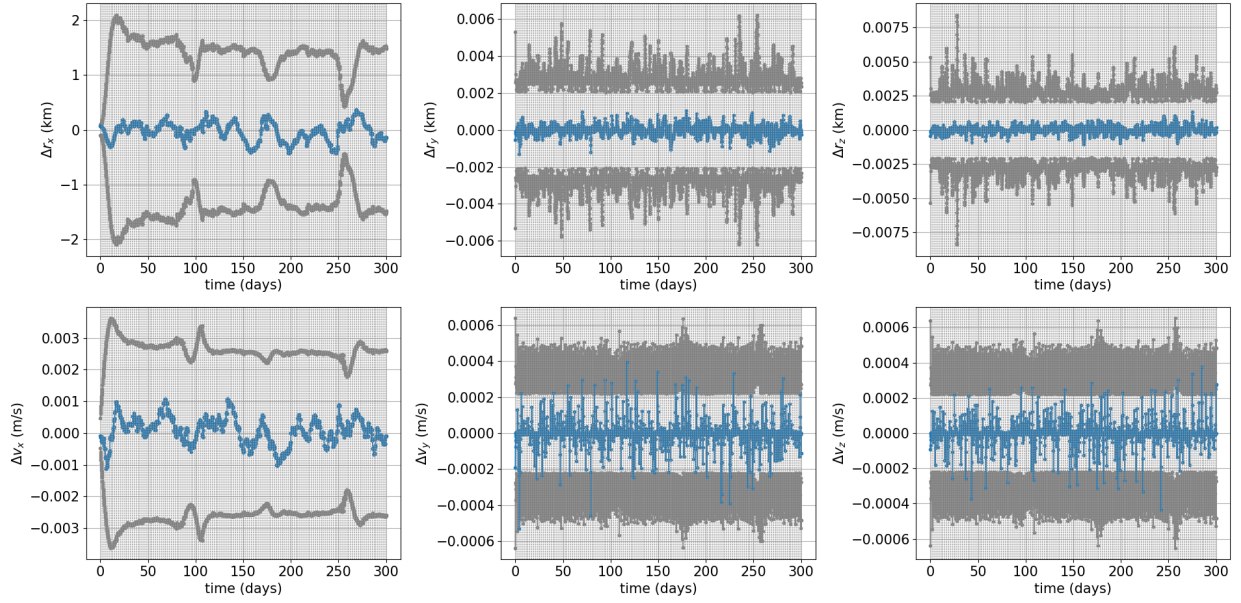 2
1
0
−1
−2
Δr_x (km)
0 50 100 150 200 250 300
time (days)
0.006
0.004
0.002
0.000
−0.002
−0.004
−0.006
Δr_y (km)
0 50 100 150 200 250 300
time (days)
0.0075
0.0050
0.0025
0.0000
−0.0025
−0.0050
−0.0075
Δr_z (km)
0 50 100 150 200 250 300
time (days)
0.003
0.002
0.001
0.000
−0.001
−0.002
−0.003
Δv_x (m/s)
0 50 100 150 200 250 300
time (days)
0.0006
0.0004
0.0002
0.0000
−0.0002
−0.0004
−0.0006
Δv_y (m/s)
0 50 100 150 200 250 300
time (days)
0.0006
0.0004
0.0002
0.0000
−0.0002
−0.0004
−0.0006
Δv_z (m/s)
0 50 100 150 200 250 300
time (days)